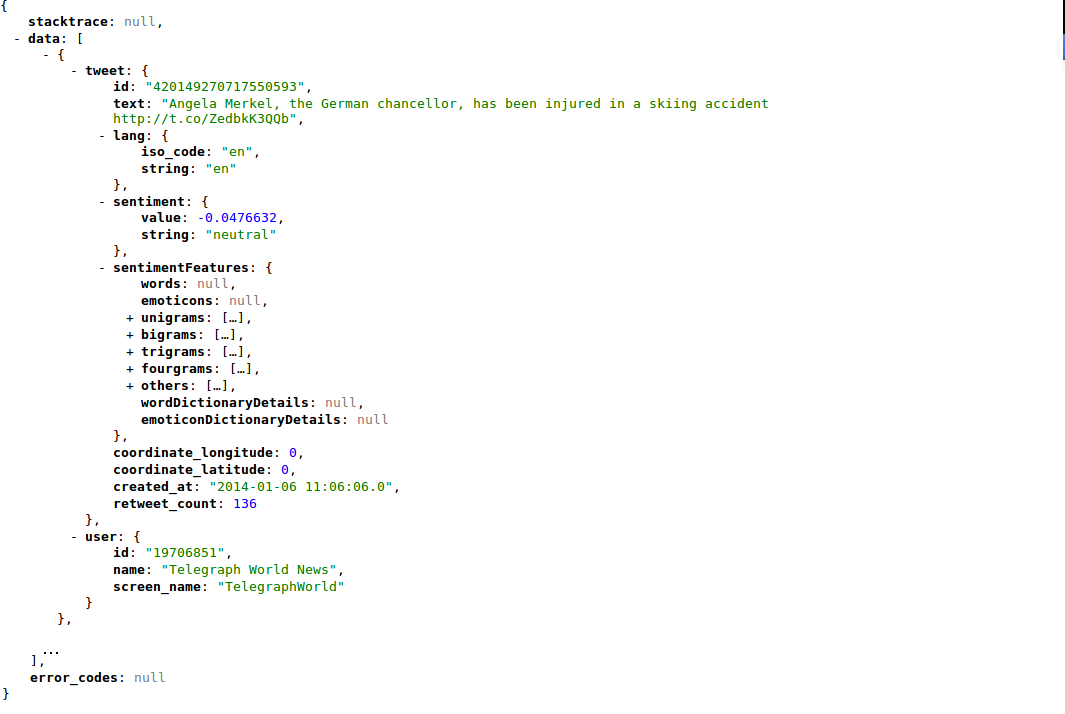 {
stacktrace: null,
- data: [
- {
- tweet: {
id: "420149270717550593",
text: "Angela Merkel, the German chancellor, has been injured in a skiing accident
http://t.co/ZedbkK3QQb",
- lang: {
iso_code: "en",
string: "en"
},
- sentiment: {
value: -0.0476632,
string: "neutral"
},
- sentimentFeatures: {
words: null,
emoticons: null,
+ unigrams: […],
+ bigrams: […],
+ trigrams: […],
+ fourgrams: […],
+ others: […],
wordDictionaryDetails: null,
emoticonDictionaryDetails: null
},
coordinate_longitude: 0,
coordinate_latitude: 0,
created_at: "2014-01-06 11:06:06.0",
retweet_count: 136
},
- user: {
id: "19706851",
name: "Telegraph World News",
screen_name: "TelegraphWorld"
}
},
...
],
error_codes: null
}